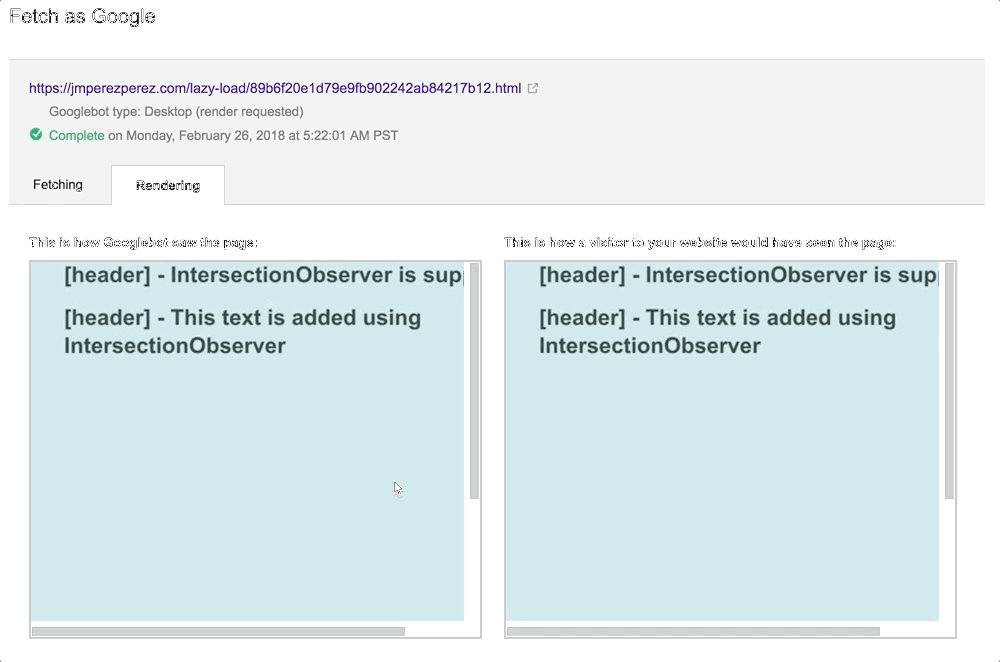 Fetch as Google
https://jmperezperez.com/lazy-load/89b6f20e1d79e9fb902242ab84217b12.html
Googlebot type: Desktop (render requested)
Complete on Monday, February 26, 2018 at 5:22:01 AM PST
Fetching
Rendering
This is how Googlebot saw the page:
[header] - IntersectionObserver is
[header] - This text is added using
IntersectionObserver
This is how a visitor to your website would have seen the page:
[header] - IntersectionObserver is
[header] - This text is added using
IntersectionObserver